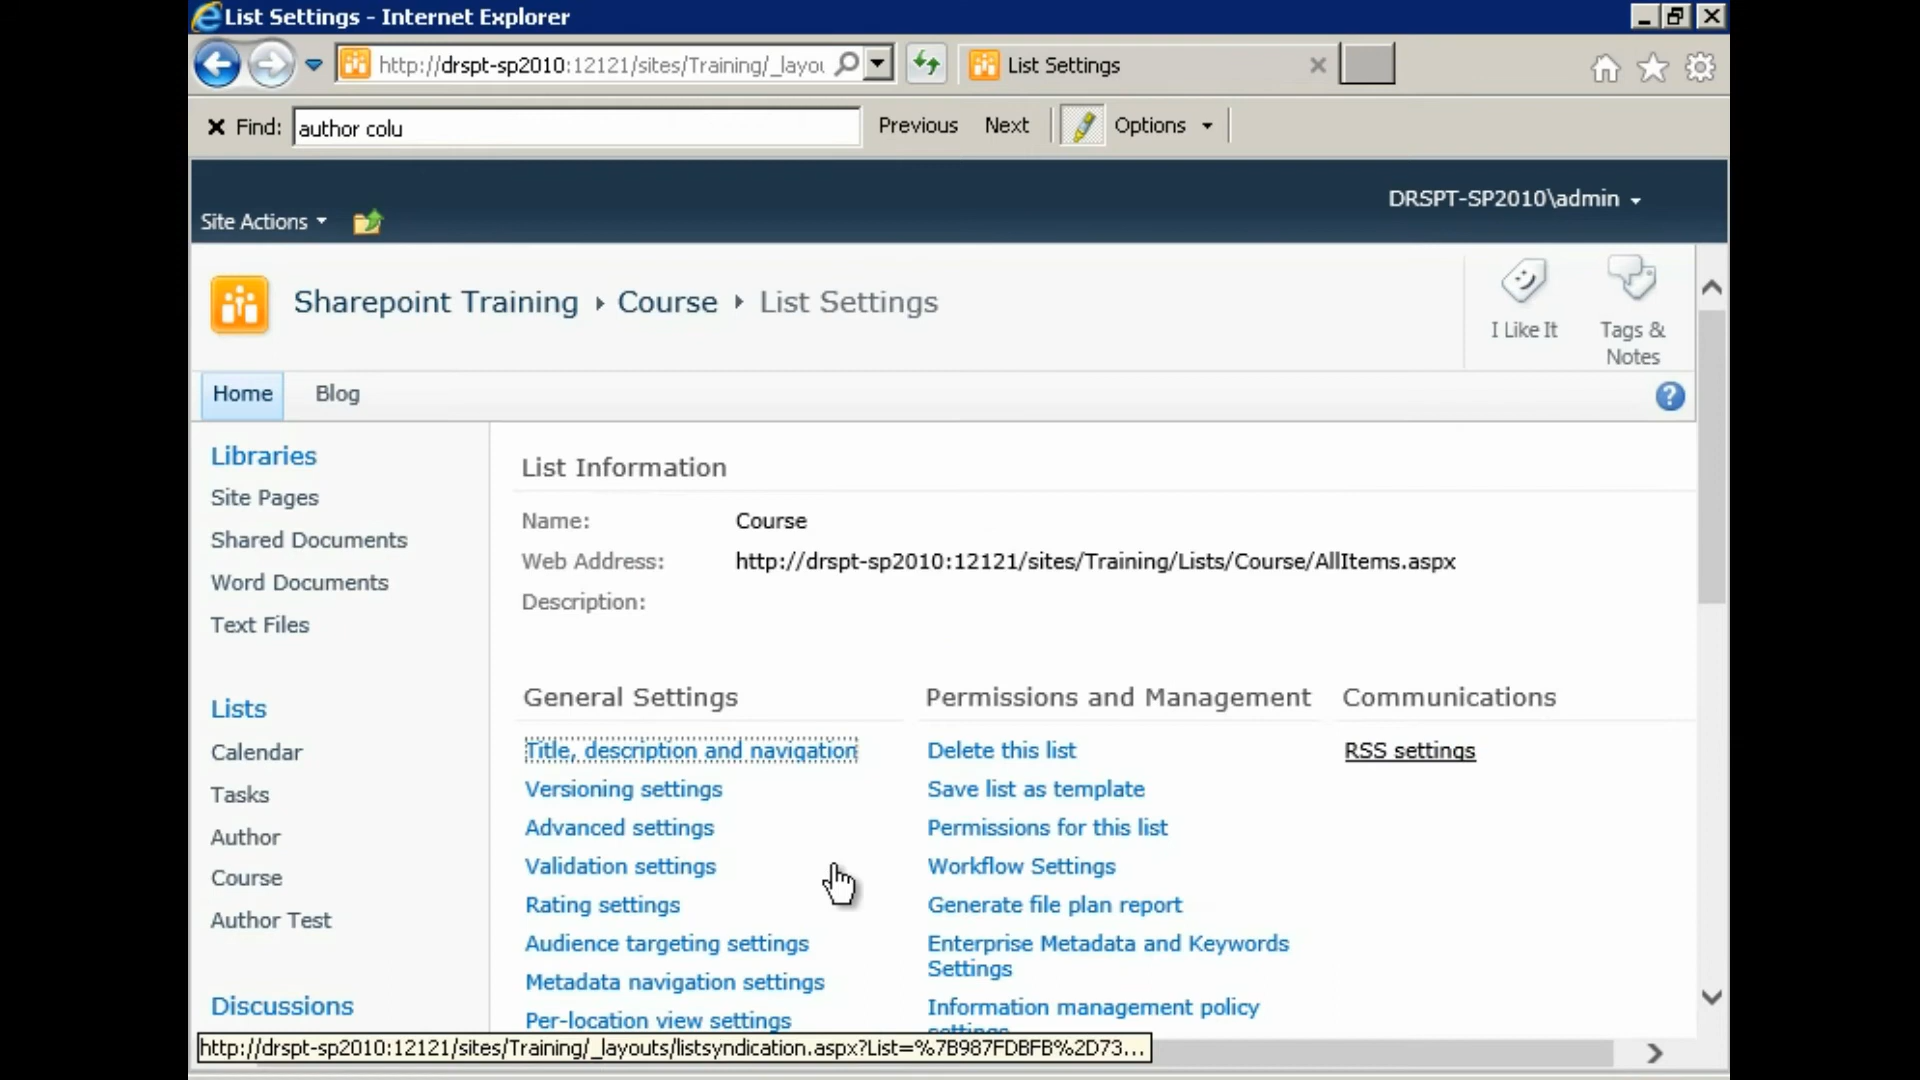 List Settings - Internet Explorer
http://drspt-sp2010:12121/sites/Training/_layou
List Settings
Find: author colu Previous Next Options
DRSPT-SP2010\admin
Site Actions
Sharepoint Training Course List Settings
I Like It
Tags &
Notes
Home Blog
Libraries
Site Pages
Shared Documents
Word Documents
Text Files
Lists
Calendar
Tasks
Author
Course
Author Test
Discussions
List Information
Name: Course
Web Address: http://drspt-sp2010:12121/sites/Training/Lists/Course/AllItems.aspx
Description:
General Settings
Title, description and navigation
Versioning settings
Advanced settings
Validation settings
Rating settings
Audience targeting settings
Metadata navigation settings
Per-location view settings
Permissions and Management
Delete this list
Save list as template
Permissions for this list
Workflow Settings
Generate file plan report
Enterprise Metadata and Keywords
Settings
Information management policy
settings
Communications
RSS settings
http://drspt-sp2010:12121/sites/Training/_layouts/listsyndication.aspx?List=%7B987FDBFB%2D73...